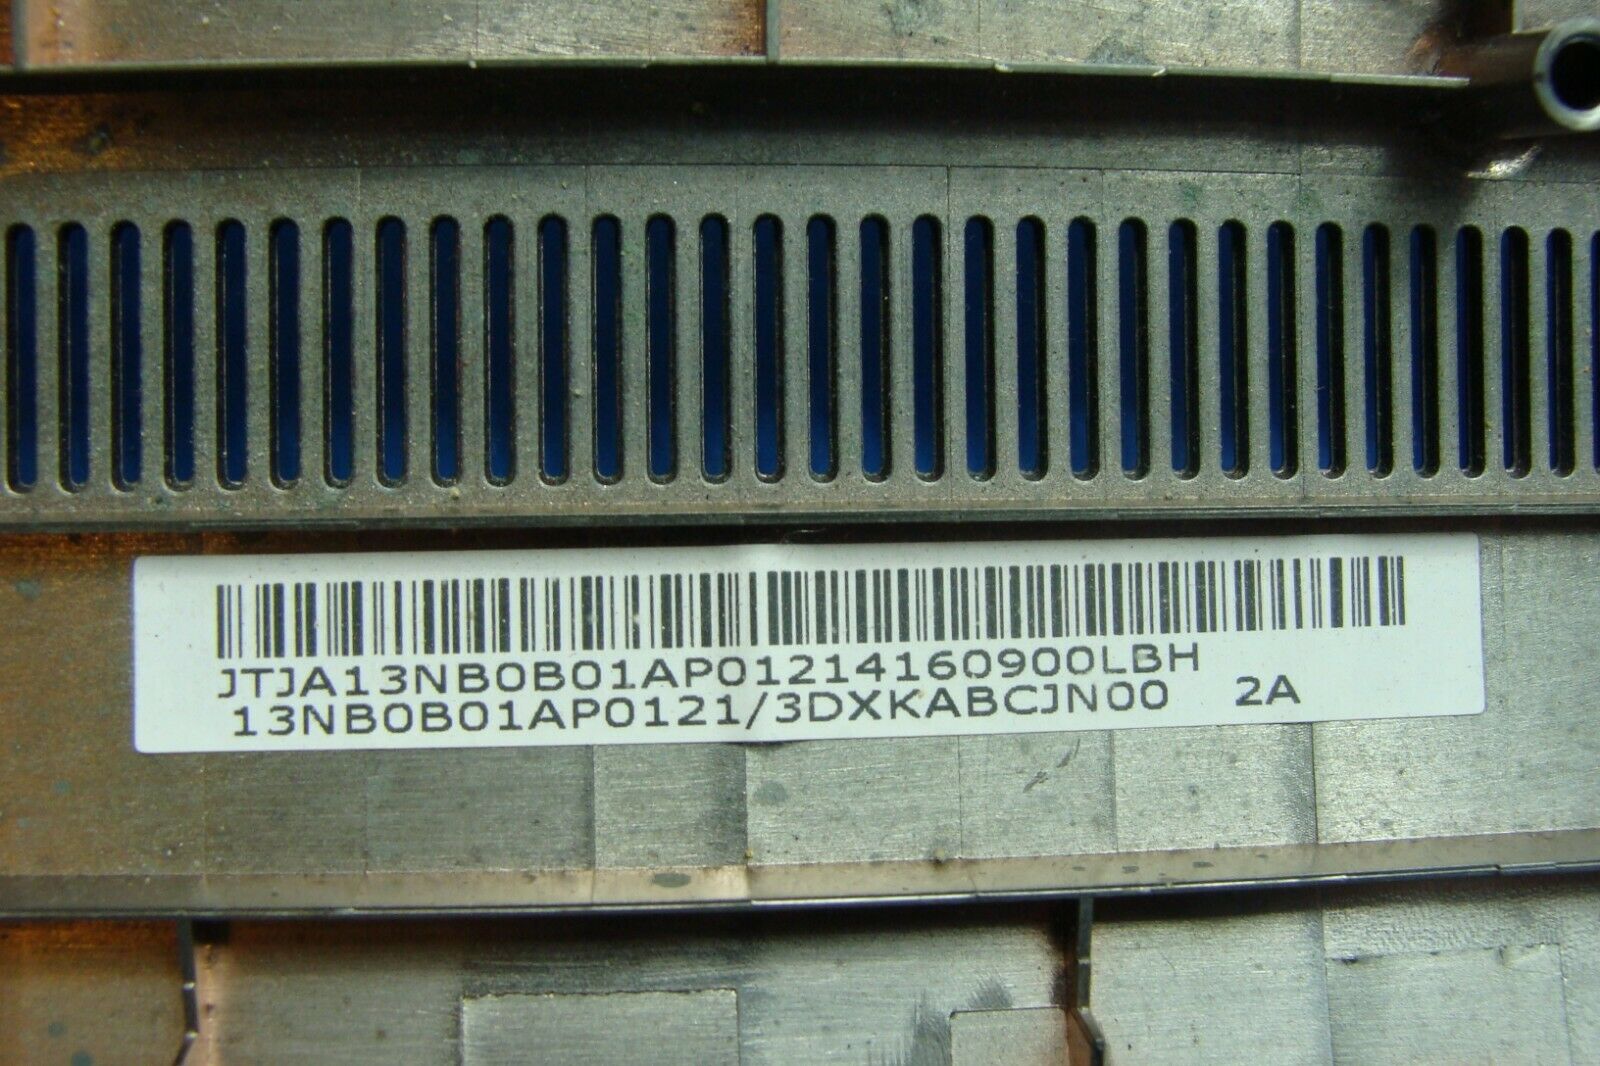 JTJA13NB0B01AP01214160900LBH
13NB0B01AP0121/3DXKABCJN00 2A